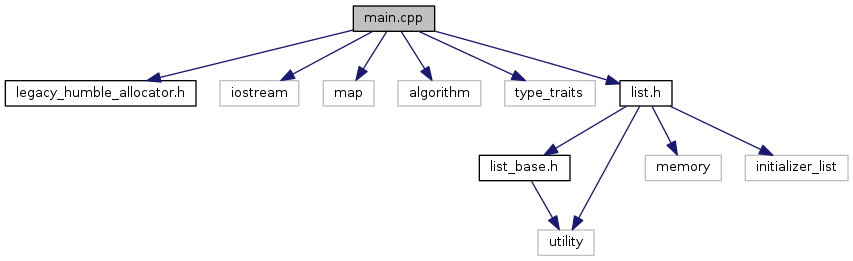 main.cpp
legacy_humble_allocator.h
iostream
map
algorithm
type_traits
list.h
list_base.h
memory
initializer_list
utility